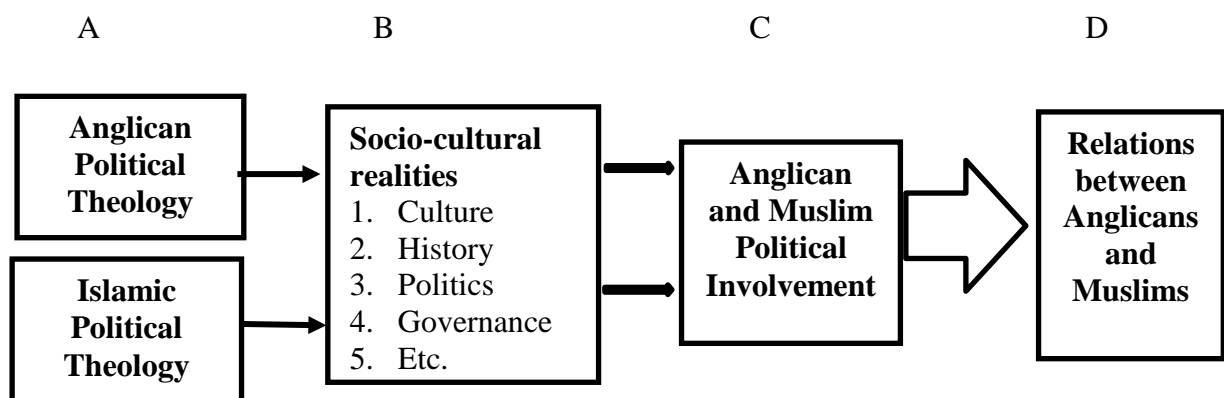 A B C D
Anglican
Political
Theology
Islamic
Political
Theology
Socio-cultural
realities
1. Culture
2. History
3. Politics
4. Governance
5. Etc.
Anglican
and Muslim
Political
Involvement
Relations
between
Anglicans
and
Muslims